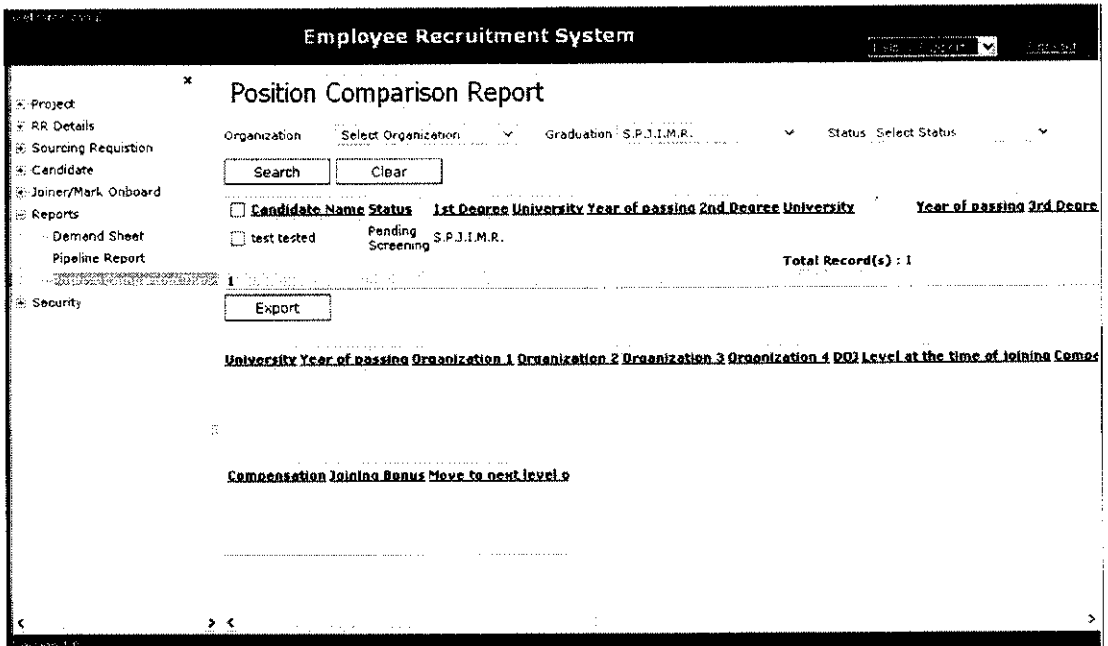 Employee Recruitment System
Project
RR Details
Sourcing Requistion
Candidate
Joiner/Mark Onboard
Reports
Demand Sheet
Pipeline Report
Security
Position Comparison Report
Organization Select Organization Graduation S.P.J.I.M.R. Status Select Status
Search Clear
Candidate Name Status 1st Degree University Year of passing 2nd Degree University Year of passing 3rd Degre
test tested Pending Screening S.P.J.I.M.R.
Total Record(s) : 1
1
Export
University Year of passing Organization 1 Organization 2 Organization 3 Organization 4 DOJ Level at the time of joining Compe
Compensation Joining Bonus Move to next level o